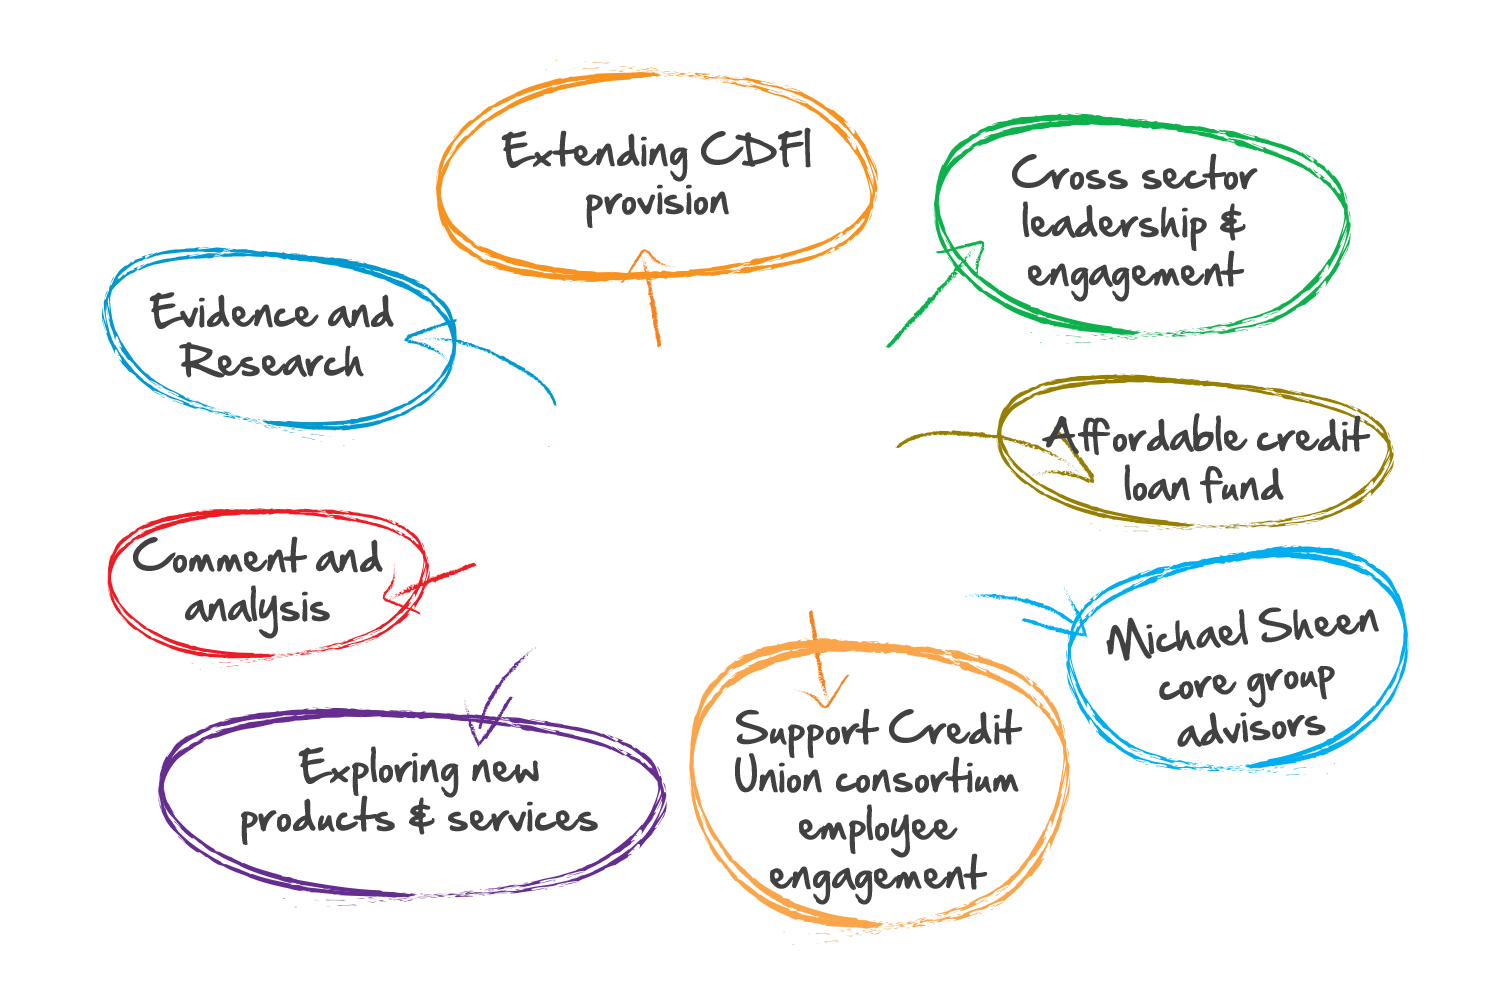 Extending CDFI
provision
Cross sector
leadership &
engagement
Evidence and
Research
Affordable credit
loan fund
Comment and
analysis
Michael Sheen
core group
advisors
Exploring new
products & services
Support Credit
Union consortium
employee
engagement